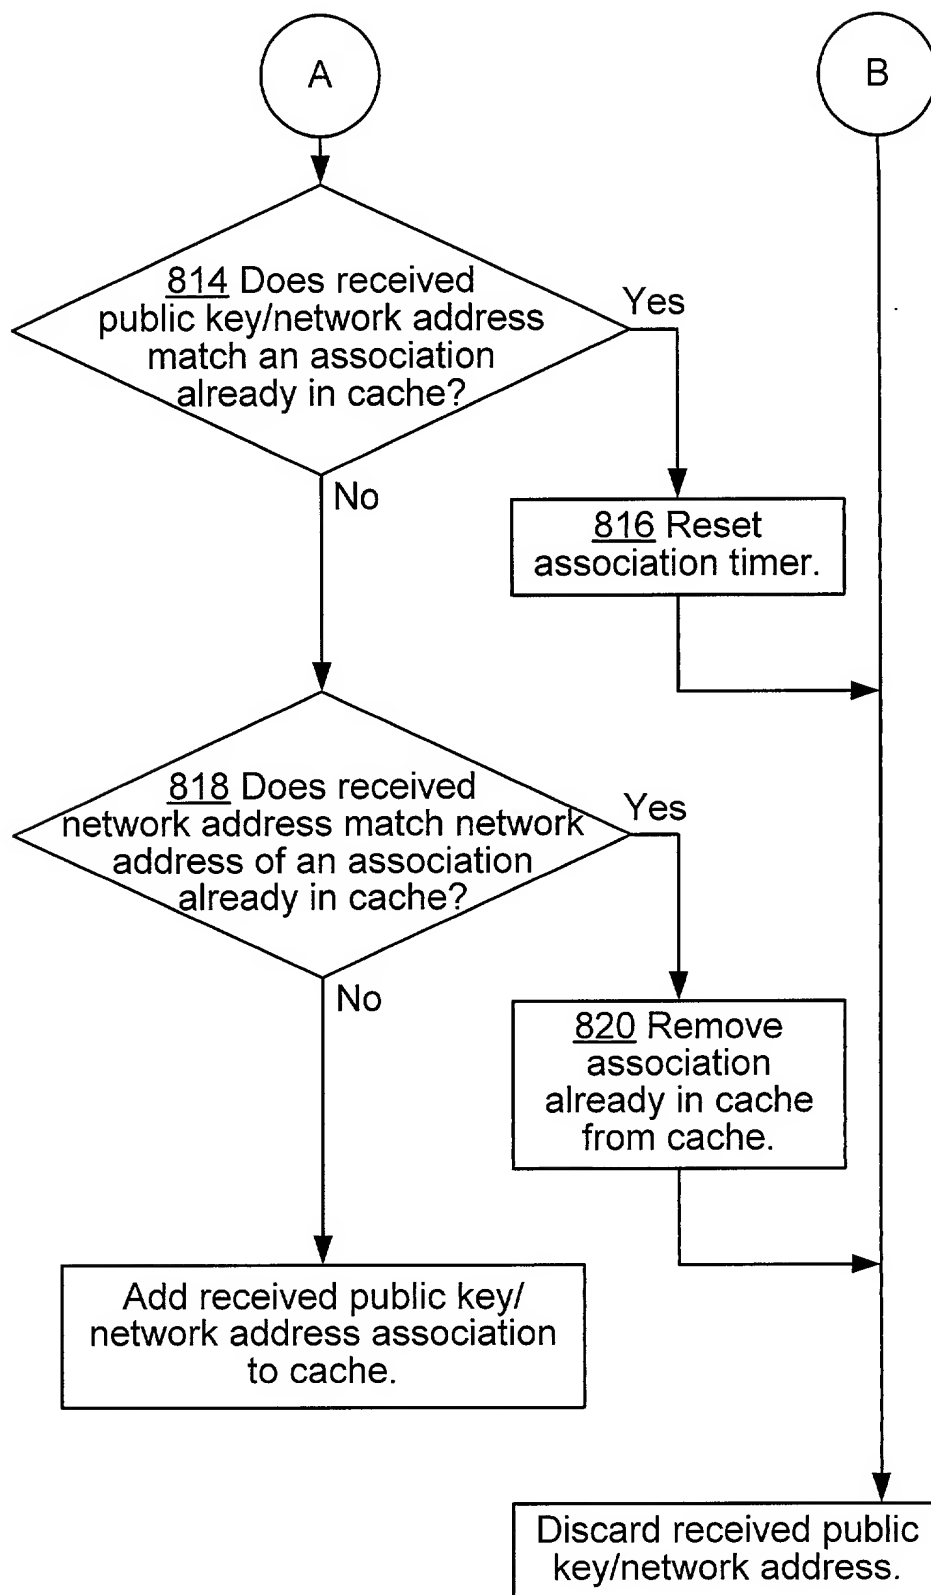 A
B
814 Does received
public key/network address
match an association
already in cache?
Yes
No
816 Reset
association timer.
818 Does received
network address match network
address of an association
already in cache?
Yes
No
820 Remove
association
already in cache
from cache.
Add received public key/
network address association
to cache.
Discard received public
key/network address.